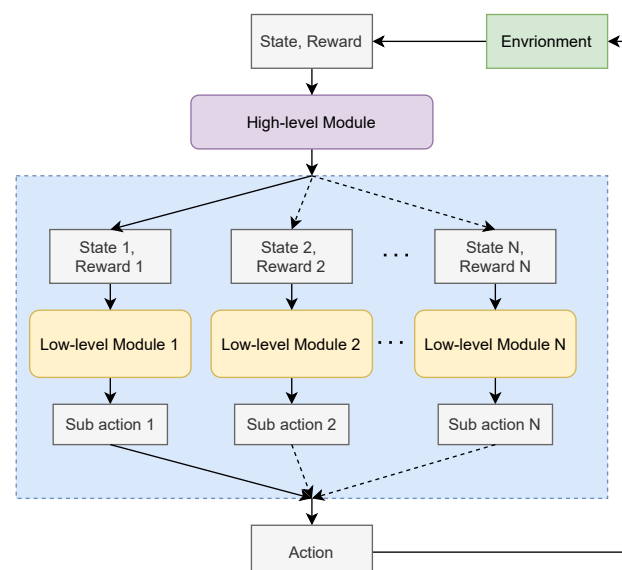 State, Reward
Envrionment
High-level Module
State 1,
Reward 1
State 2,
Reward 2
...
State N,
Reward N
Low-level Module 1
Low-level Module 2
...
Low-level Module N
Sub action 1
Sub action 2
Sub action N
Action